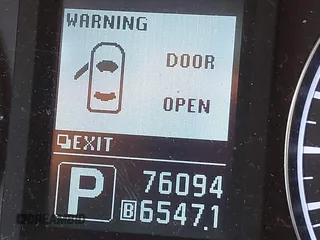 WARNING
DOOR
OPEN
EXIT
P
76094
B 6547.1